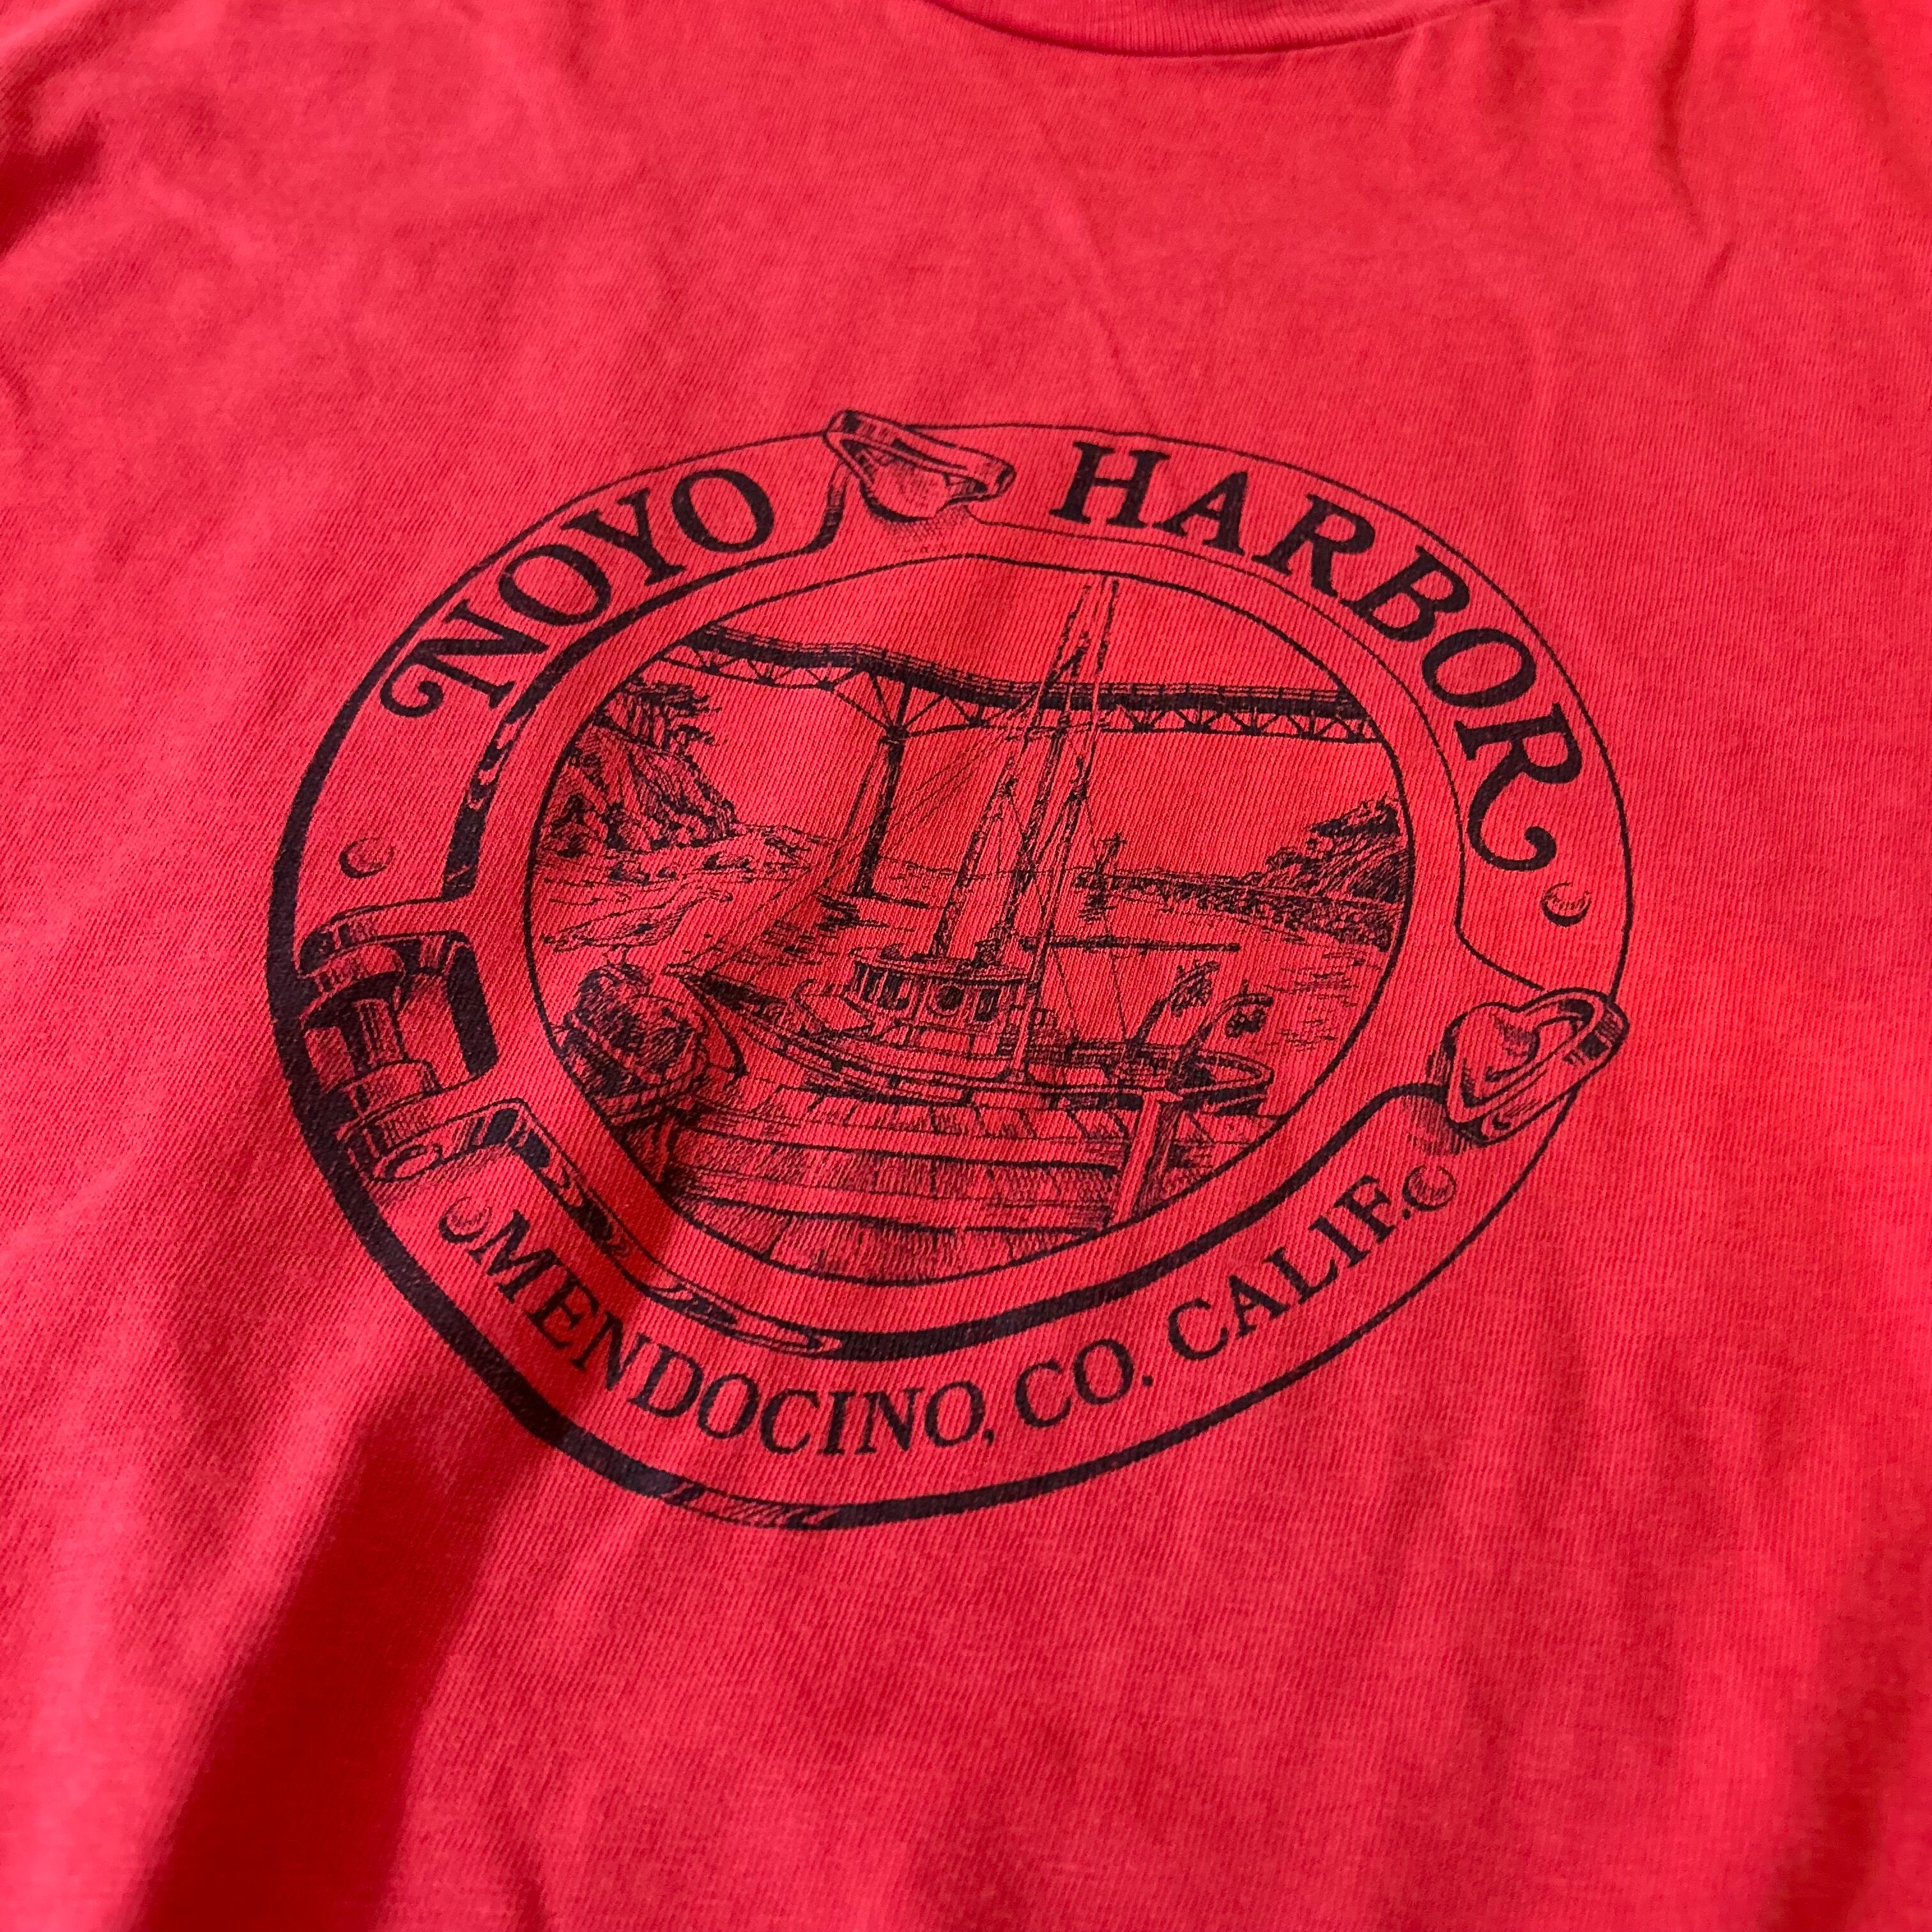 NOYO HARBOR
MENDOCINO, CO. CALIF.